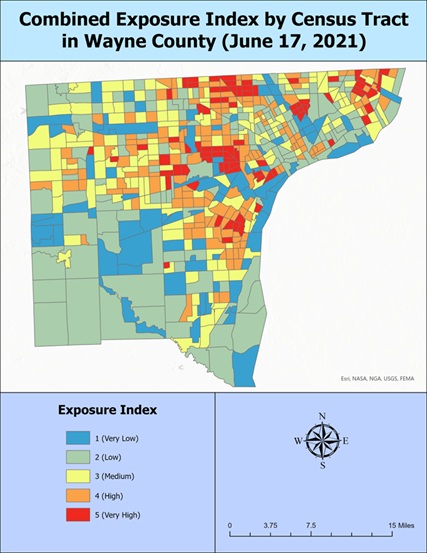 Combined Exposure Index by Census Tract
in Wayne County (June 17, 2021)
Esri, NASA, NGA, USGS, FEMA
Exposure Index
1 (Very Low)
2 (Low)
3 (Medium)
4 (High)
5 (Very High)
N
W E
S
0 3.75 7.5 15 Miles